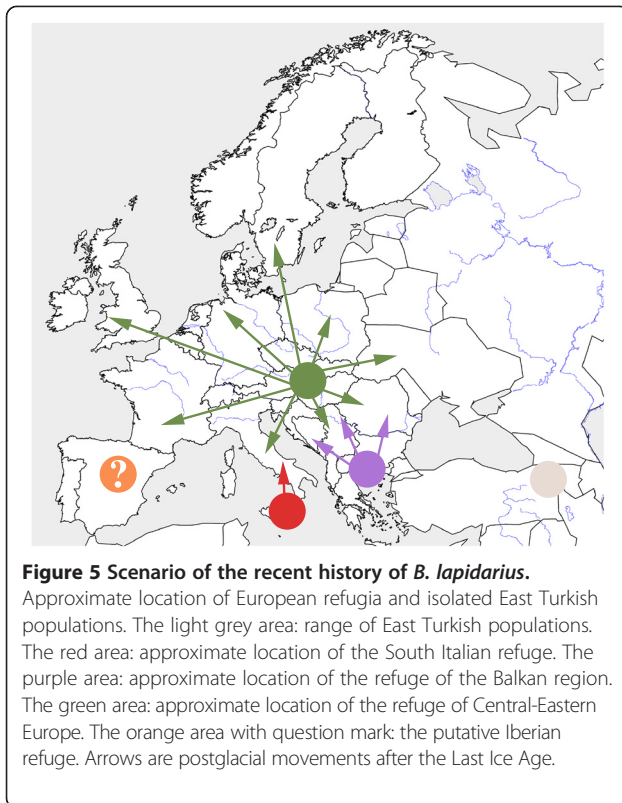 ?
Figure 5 Scenario of the recent history of B. lapidarius.
Approximate location of European refugia and isolated East Turkish
populations. The light grey area: range of East Turkish populations.
The red area: approximate location of the South Italian refuge. The
purple area: approximate location of the refuge of the Balkan region.
The green area: approximate location of the refuge of Central-Eastern
Europe. The orange area with question mark: the putative Iberian
refuge. Arrows are postglacial movements after the Last Ice Age.